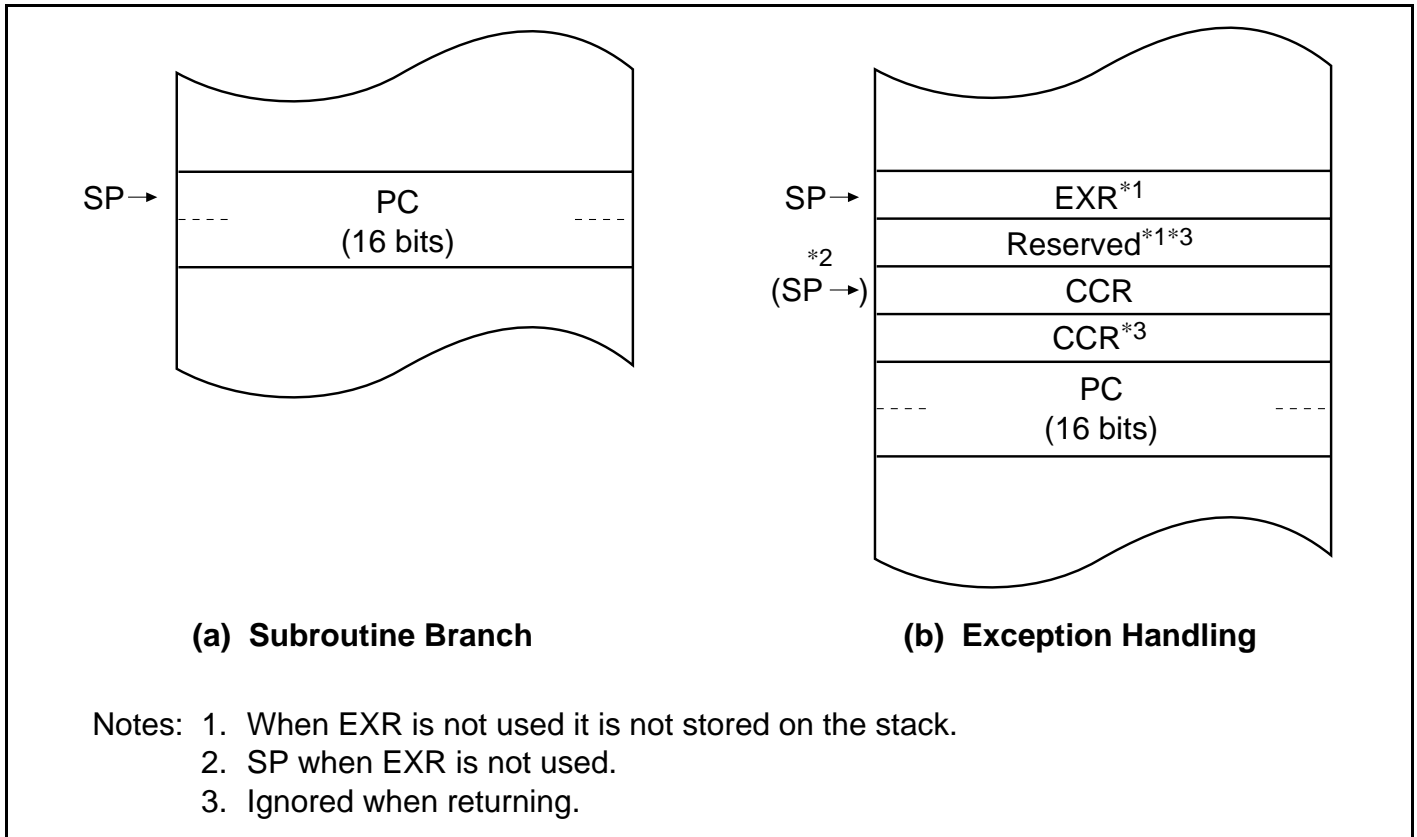 SP→
PC
(16 bits)
(a) Subroutine Branch
SP→
EXR*1
Reserved*1*3
*2
(SP→)
CCR
CCR*3
PC
(16 bits)
(b) Exception Handling
Notes: 1. When EXR is not used it is not stored on the stack.
2. SP when EXR is not used.
3. Ignored when returning.